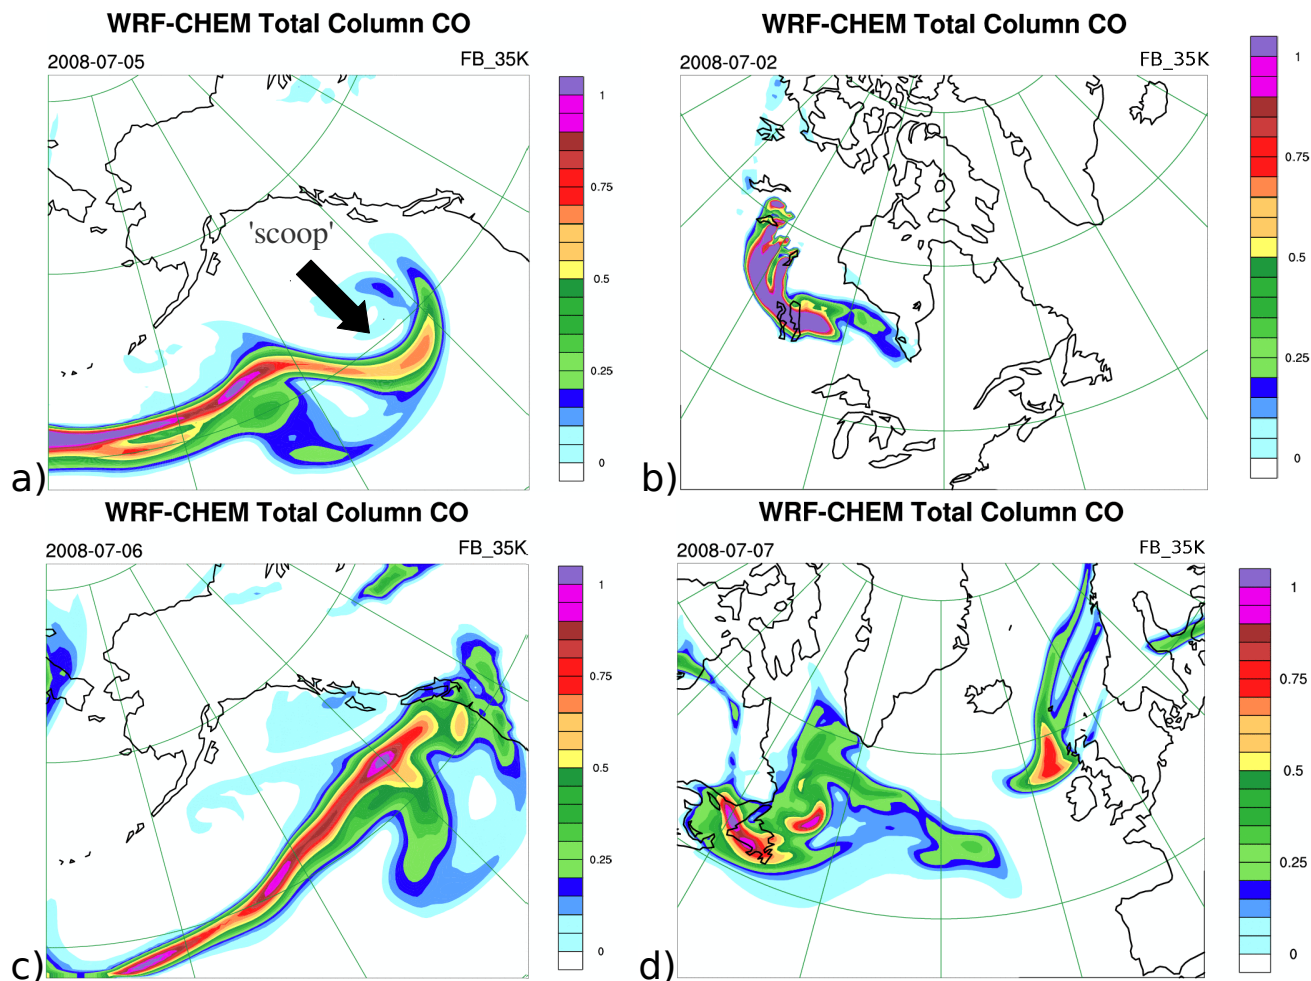 WRF-CHEM Total Column CO
2008-07-05 FB_35K
'scoop'
1
0.75
0.5
0.25
0
a)
WRF-CHEM Total Column CO
2008-07-02 FB_35K
1
0.75
0.5
0.25
0
b)
WRF-CHEM Total Column CO
2008-07-06 FB_35K
1
0.75
0.5
0.25
0
c)
WRF-CHEM Total Column CO
2008-07-07 FB_35K
1
0.75
0.5
0.25
0
d)